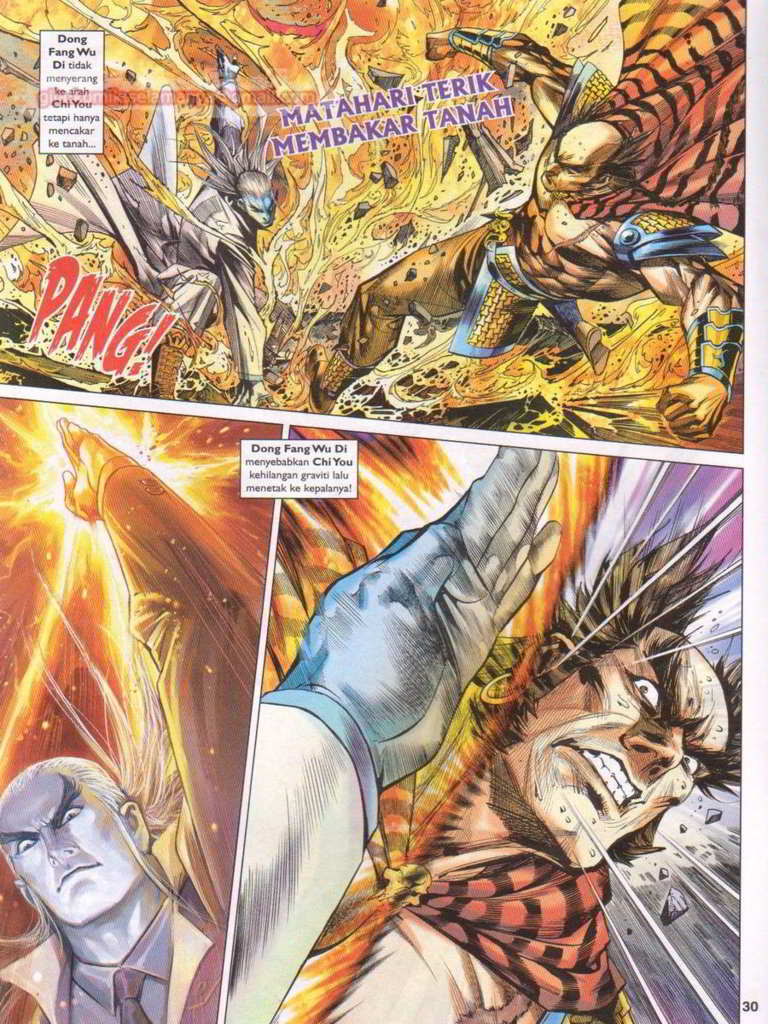 Dong
Fang Wu
Di tidak
menyerang
ke arah
Chi You
tetapi hanya
mencakar
ke tanah...
MATAHARI TERIK
MEMBAKAR TANAH
PANG!
Dong Fang Wu Di
menyebabkan Chi You
kehilangan graviti lalu
menetak ke kepalanya!
30